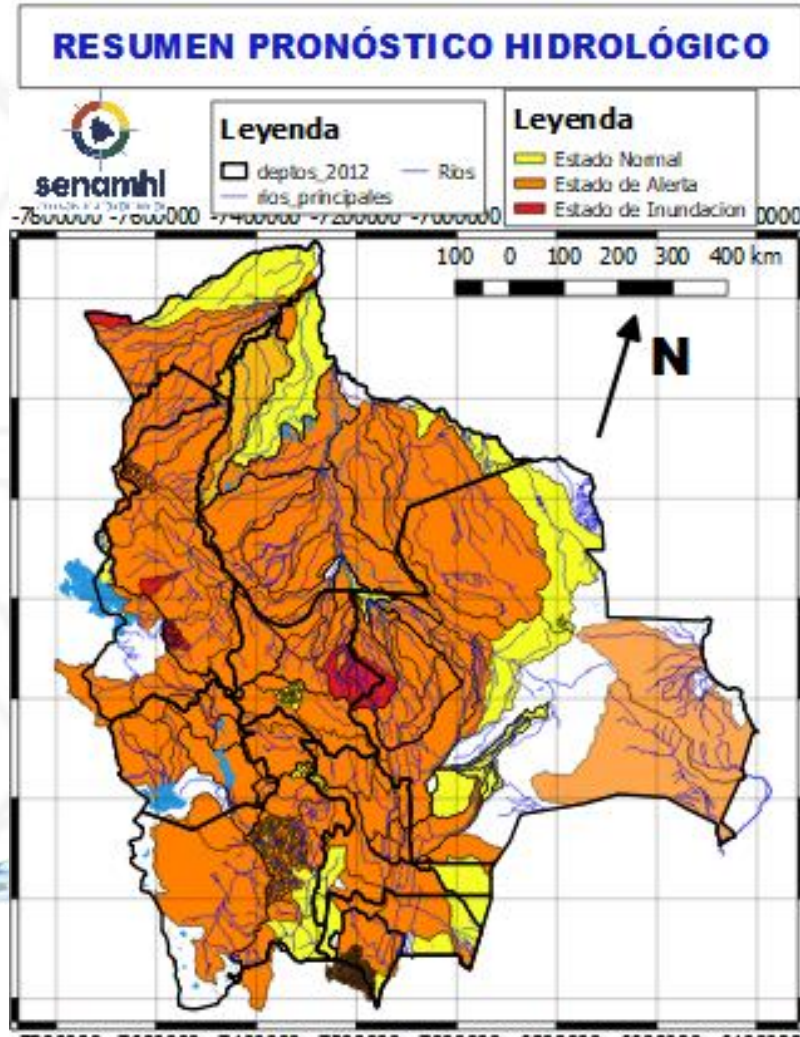 RESUMEN PRONÓSTICO HIDROLÓGICO
senamhi
Leyenda
deptos_2012
Rios
rios_principales
Leyenda
Estado Normal
Estado de Alerta
Estado de Inundacion
-7400000 -7200000 -7000000
100 0 100 200 300 400 km
N